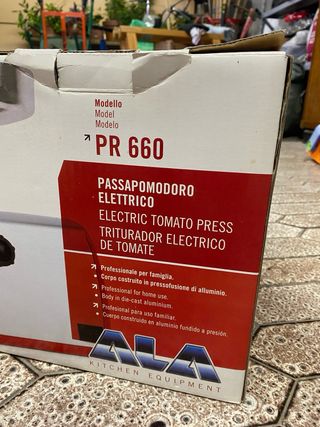 Modello
Model
Modelo
PR 660
PASSAPOMODORO
ELETTRICO
ELECTRIC TOMATO PRESS
TRITURADOR ELECTRICO
DE TOMATE
Professionale per famiglia.
• Corpo costruito in pressofusione di alluminio.
Professional for home use.
• Body in die-cast aluminium.
Profesional para uso familiar.
• Cuerpo construido en aluminio fundido a presión.
ALA
KITCHEN EQUIPMENT